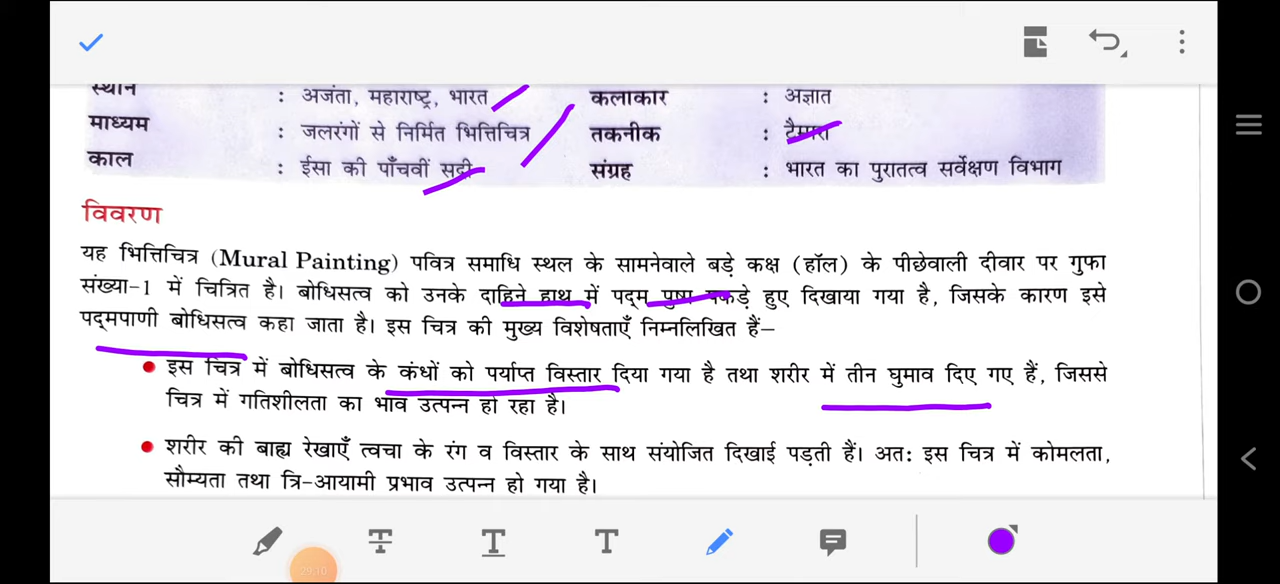 स्थान : अजंता, महाराष्ट्र, भारत कलाकार : अज्ञात
माध्यम : जलरंगों से निर्मित भित्तिचित्र तकनीक : टैम्परा
काल : ईसा की पाँचवीं सदी संग्रह : भारत का पुरातत्व सर्वेक्षण विभाग
विवरण
यह भित्तिचित्र (Mural Painting) पवित्र समाधि स्थल के सामनेवाले बड़े कक्ष (हॉल) के पीछेवाली दीवार पर गुफा
संख्या-1 में चित्रित है। बोधिसत्व को उनके दाहिने हाथ में पद्म पुष्प पकड़े हुए दिखाया गया है, जिसके कारण इसे
पद्मपाणी बोधिसत्व कहा जाता है। इस चित्र की मुख्य विशेषताएँ निम्नलिखित हैं–
• इस चित्र में बोधिसत्व के कंधों को पर्याप्त विस्तार दिया गया है तथा शरीर में तीन घुमाव दिए गए हैं, जिससे
चित्र में गतिशीलता का भाव उत्पन्न हो रहा है।
• शरीर की बाह्य रेखाएँ त्वचा के रंग व विस्तार के साथ संयोजित दिखाई पड़ती हैं। अत: इस चित्र में कोमलता,
सौम्यता तथा त्रि-आयामी प्रभाव उत्पन्न हो गया है।
T T T
29:10